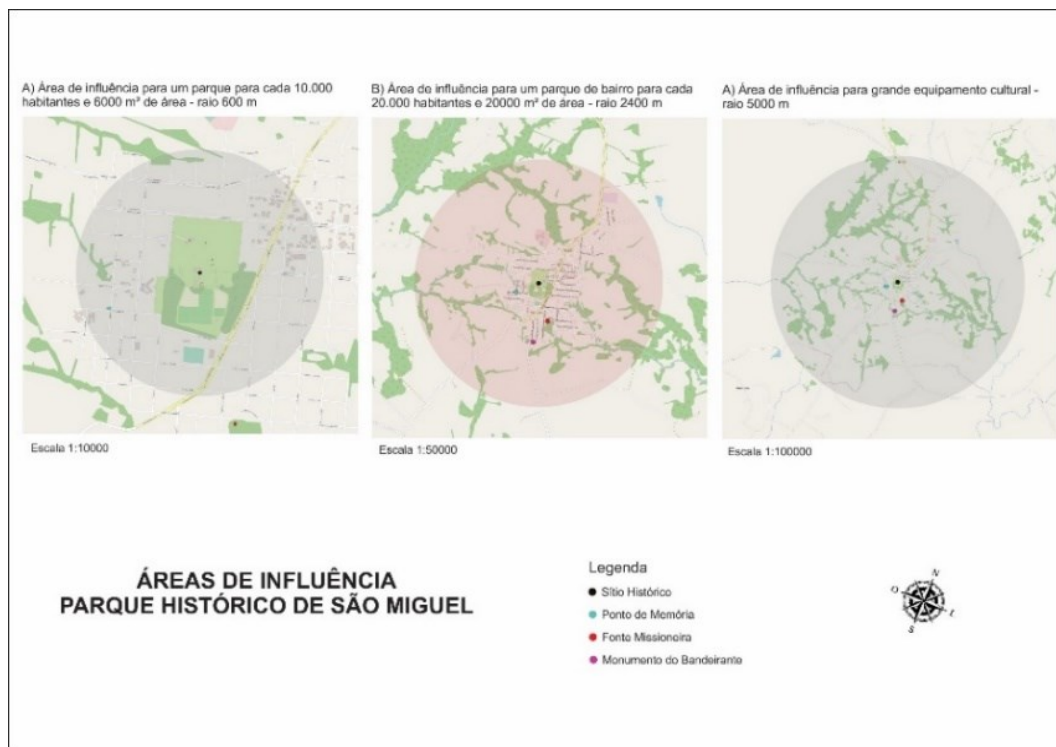 A) Área de influência para um parque para cada 10.000
habitantes e 6000 m² de área - raio 600 m
B) Área de influência para um parque de bairro para cada
20.000 habitantes e 20000 m² de área - raio 2400 m
A) Área de influência para grande equipamento cultural -
raio 5000 m
Escala 1:10000
Escala 1:50000
Escala 1:100000
ÁREAS DE INFLUÊNCIA
PARQUE HISTÓRICO DE SÃO MIGUEL
Legenda
Sítio Histórico
Ponto de Memória
Fonte Missioneira
Monumento do Bandeirante
N
O
L
S